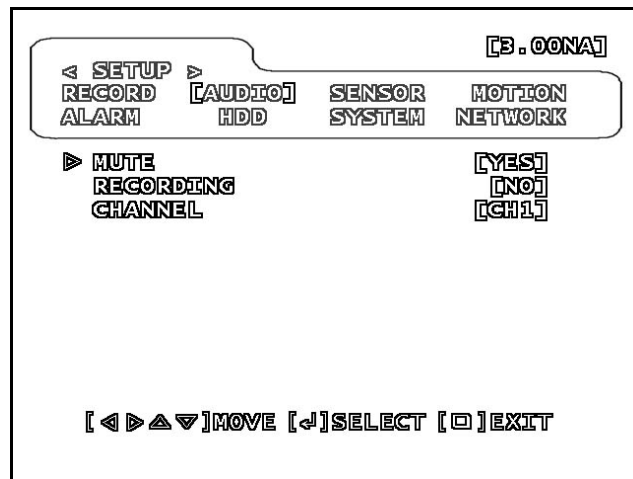 [3.00NA]
< SETUP >
RECORD [AUDIO] SENSOR MOTION
ALARM HDD SYSTEM NETWORK
▷ MUTE [YES]
RECORDING [NO]
CHANNEL [CH1]
[◁▷△▽]MOVE [↲]SELECT [□]EXIT